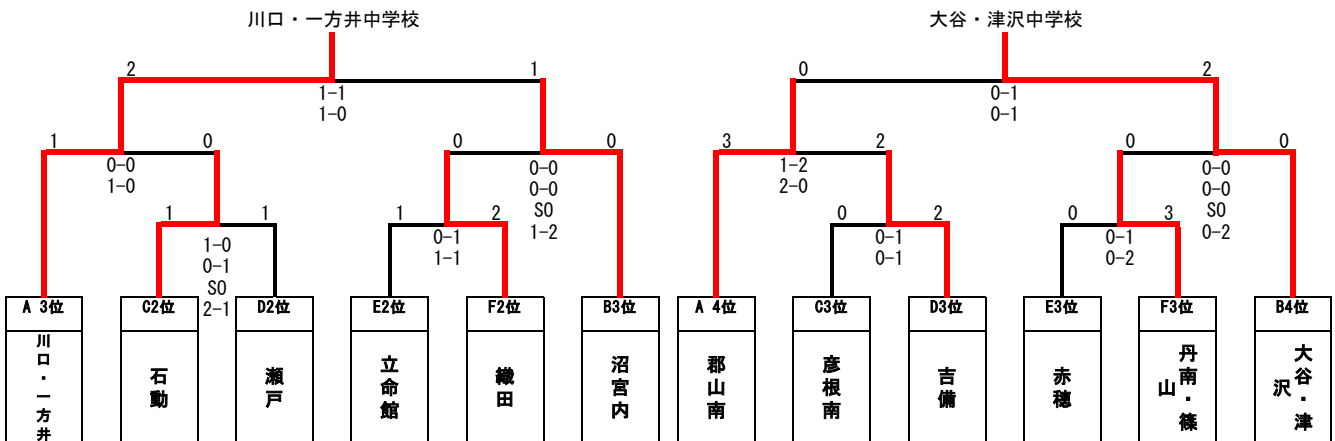 川口・一方井中学校 大谷・津沢中学校
2 1 0 2
1-1 0-1
1-0 0-1
1 0 0 0 3 2 0 0
0-0 0-0 1-2 0-0
1-0 0-0 2-0 0-0
SO SO
1-2 0-2
1 1 1 2 0 2 0 3
1-0 0-1 0-1 0-1
0-1 1-1 0-1 0-2
SO
2-1
A 3位 C2位 D2位 E2位 F2位 B3位 A 4位 C3位 D3位 E3位 F3位 B4位
川口・一方井
石動
瀬戸
立命館
織田
沼宮内
郡山南
彦根南
吉備
赤穂
丹南・篠山
大谷・津沢